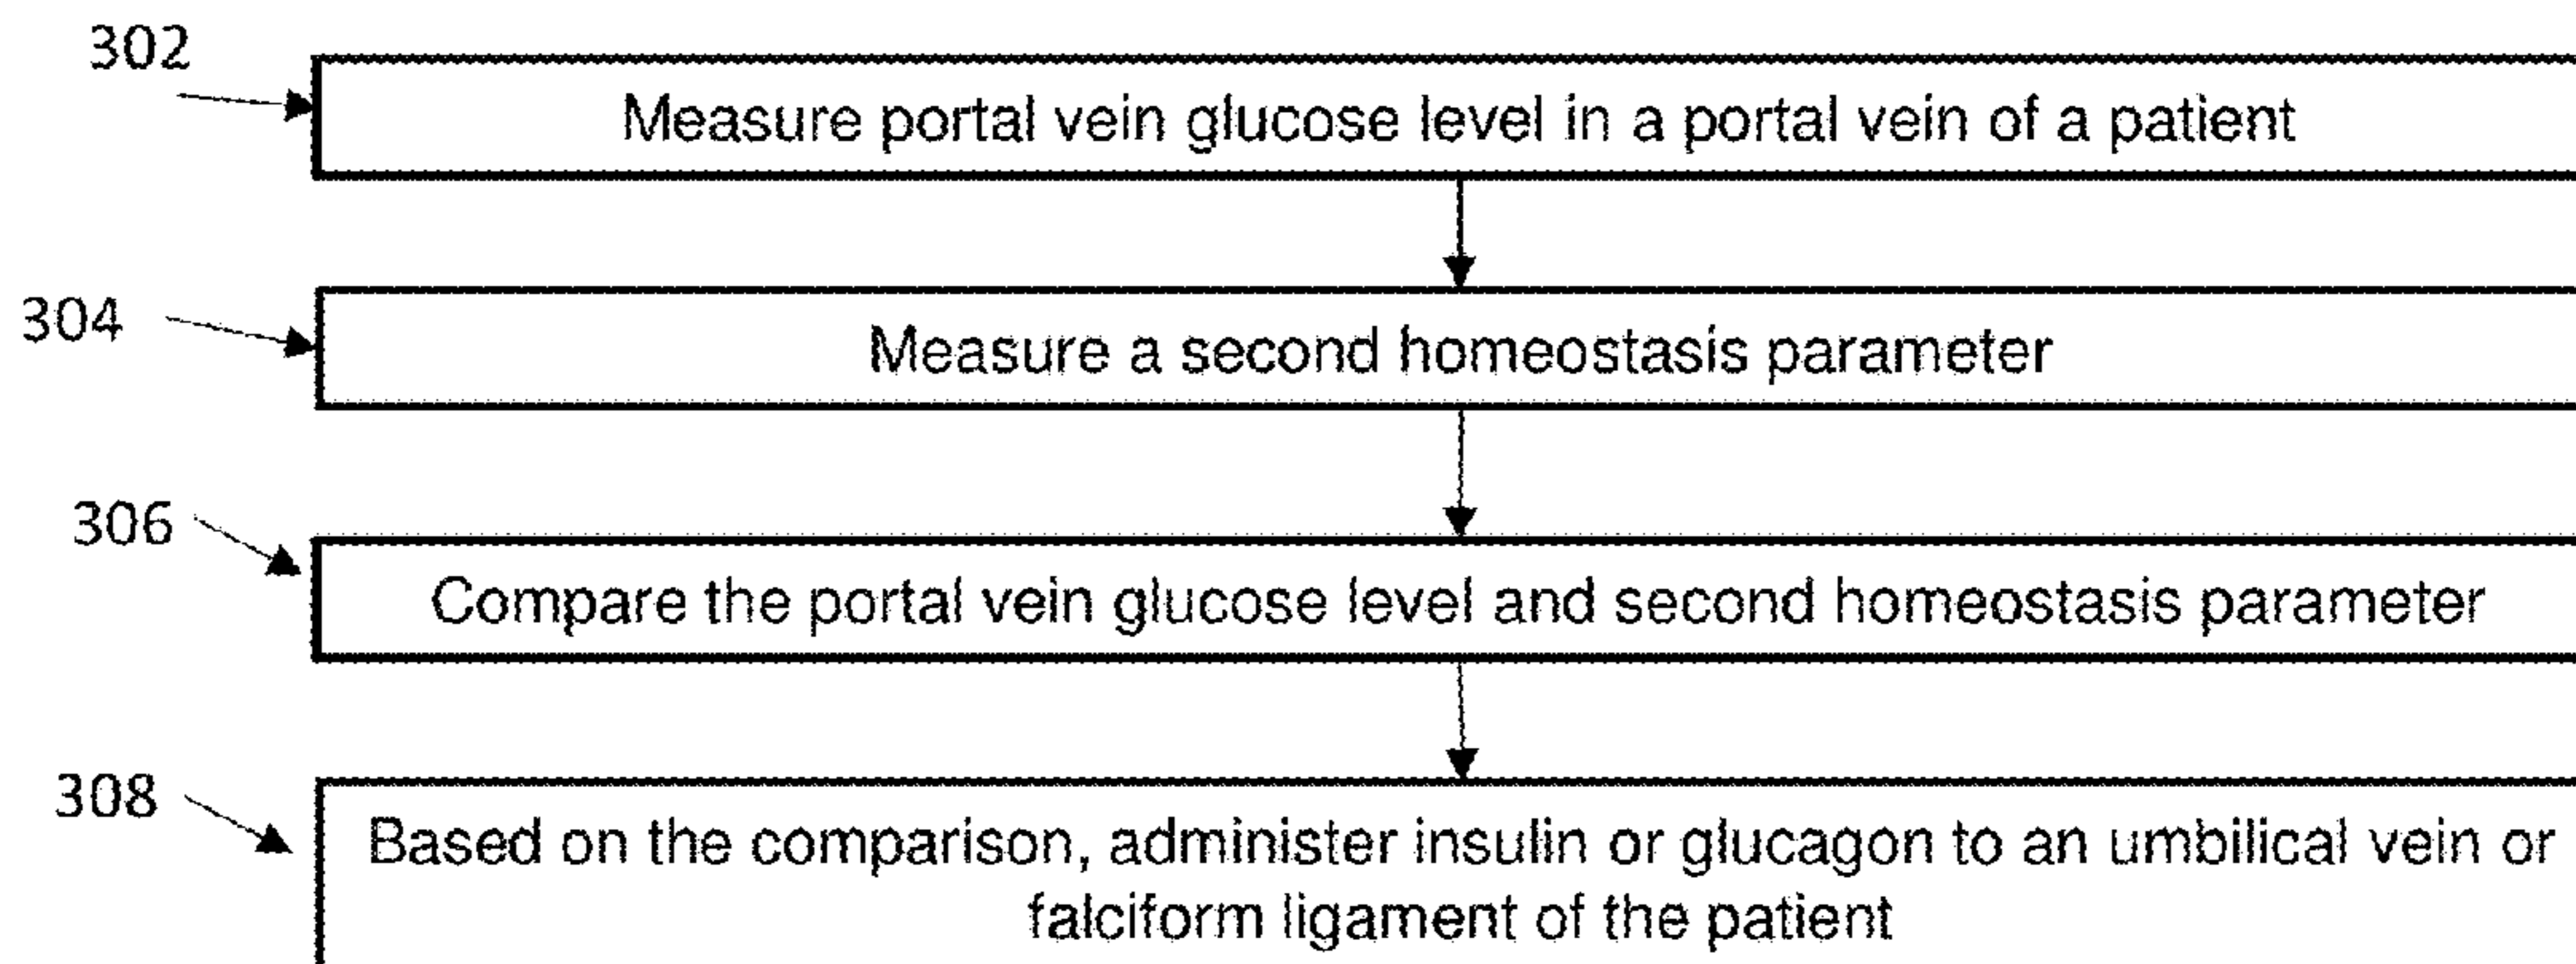 302
Measure portal vein glucose level in a portal vein of a patient
304
Measure a second homeostasis parameter
306
Compare the portal vein glucose level and second homeostasis parameter
308
Based on the comparison, administer insulin or glucagon to an umbilical vein or
falciform ligament of the patient